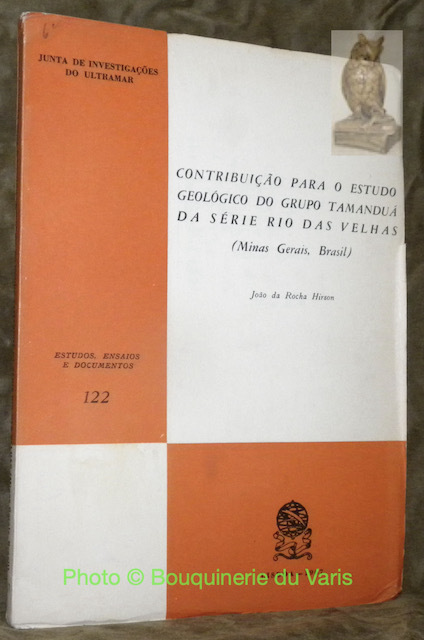 JUNTA DE INVESTIGAÇÕES
DO ULTRAMAR
CONTRIBUIÇÃO PARA O ESTUDO
GEOLÓGICO DO GRUPO TAMANDUÁ
DA SÉRIE RIO DAS VELHAS
(Minas Gerais, Brasil)
João da Rocha Hirson
ESTUDOS, ENSAIOS
E DOCUMENTOS
122
Photo © Bouquinerie du Varis